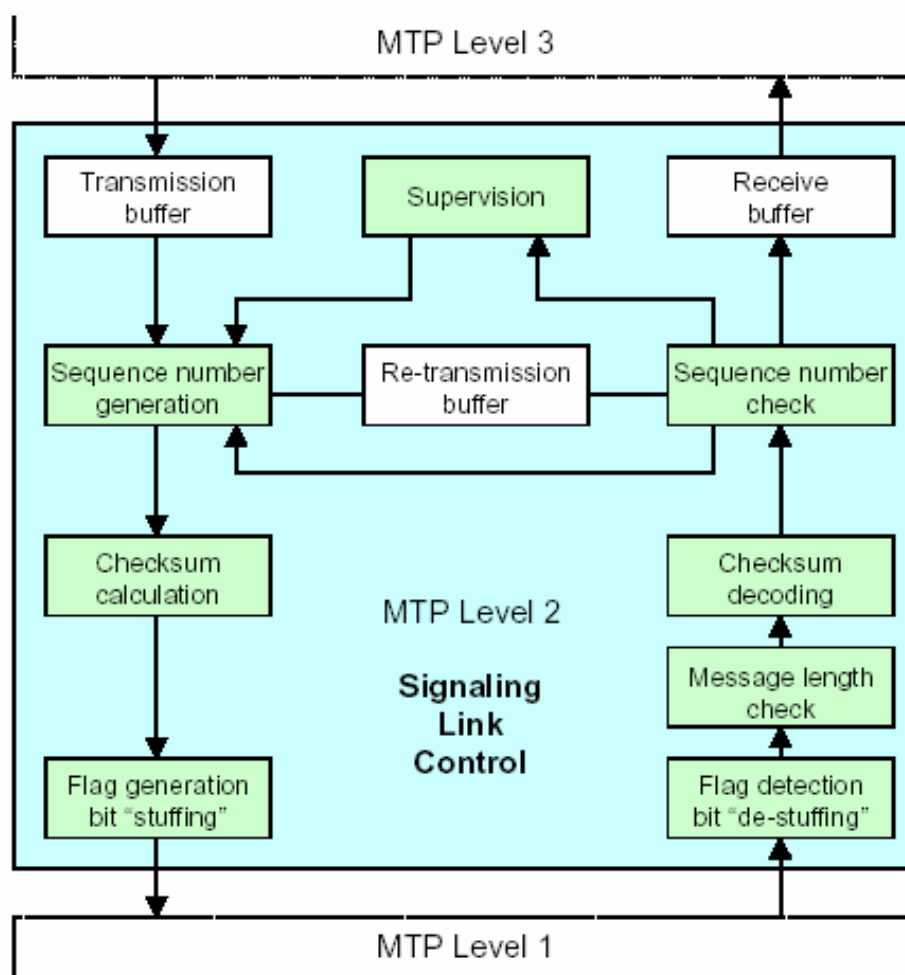 MTP Level 3
Transmission
buffer
Supervision
Receive
buffer
Sequence number
generation
Re-transmission
buffer
Sequence number
check
Checksum
calculation
Checksum
decoding
MTP Level 2
Signaling
Link
Control
Message length
check
Flag generation
bit “stuffing”
Flag detection
bit “de-stuffing”
MTP Level 1